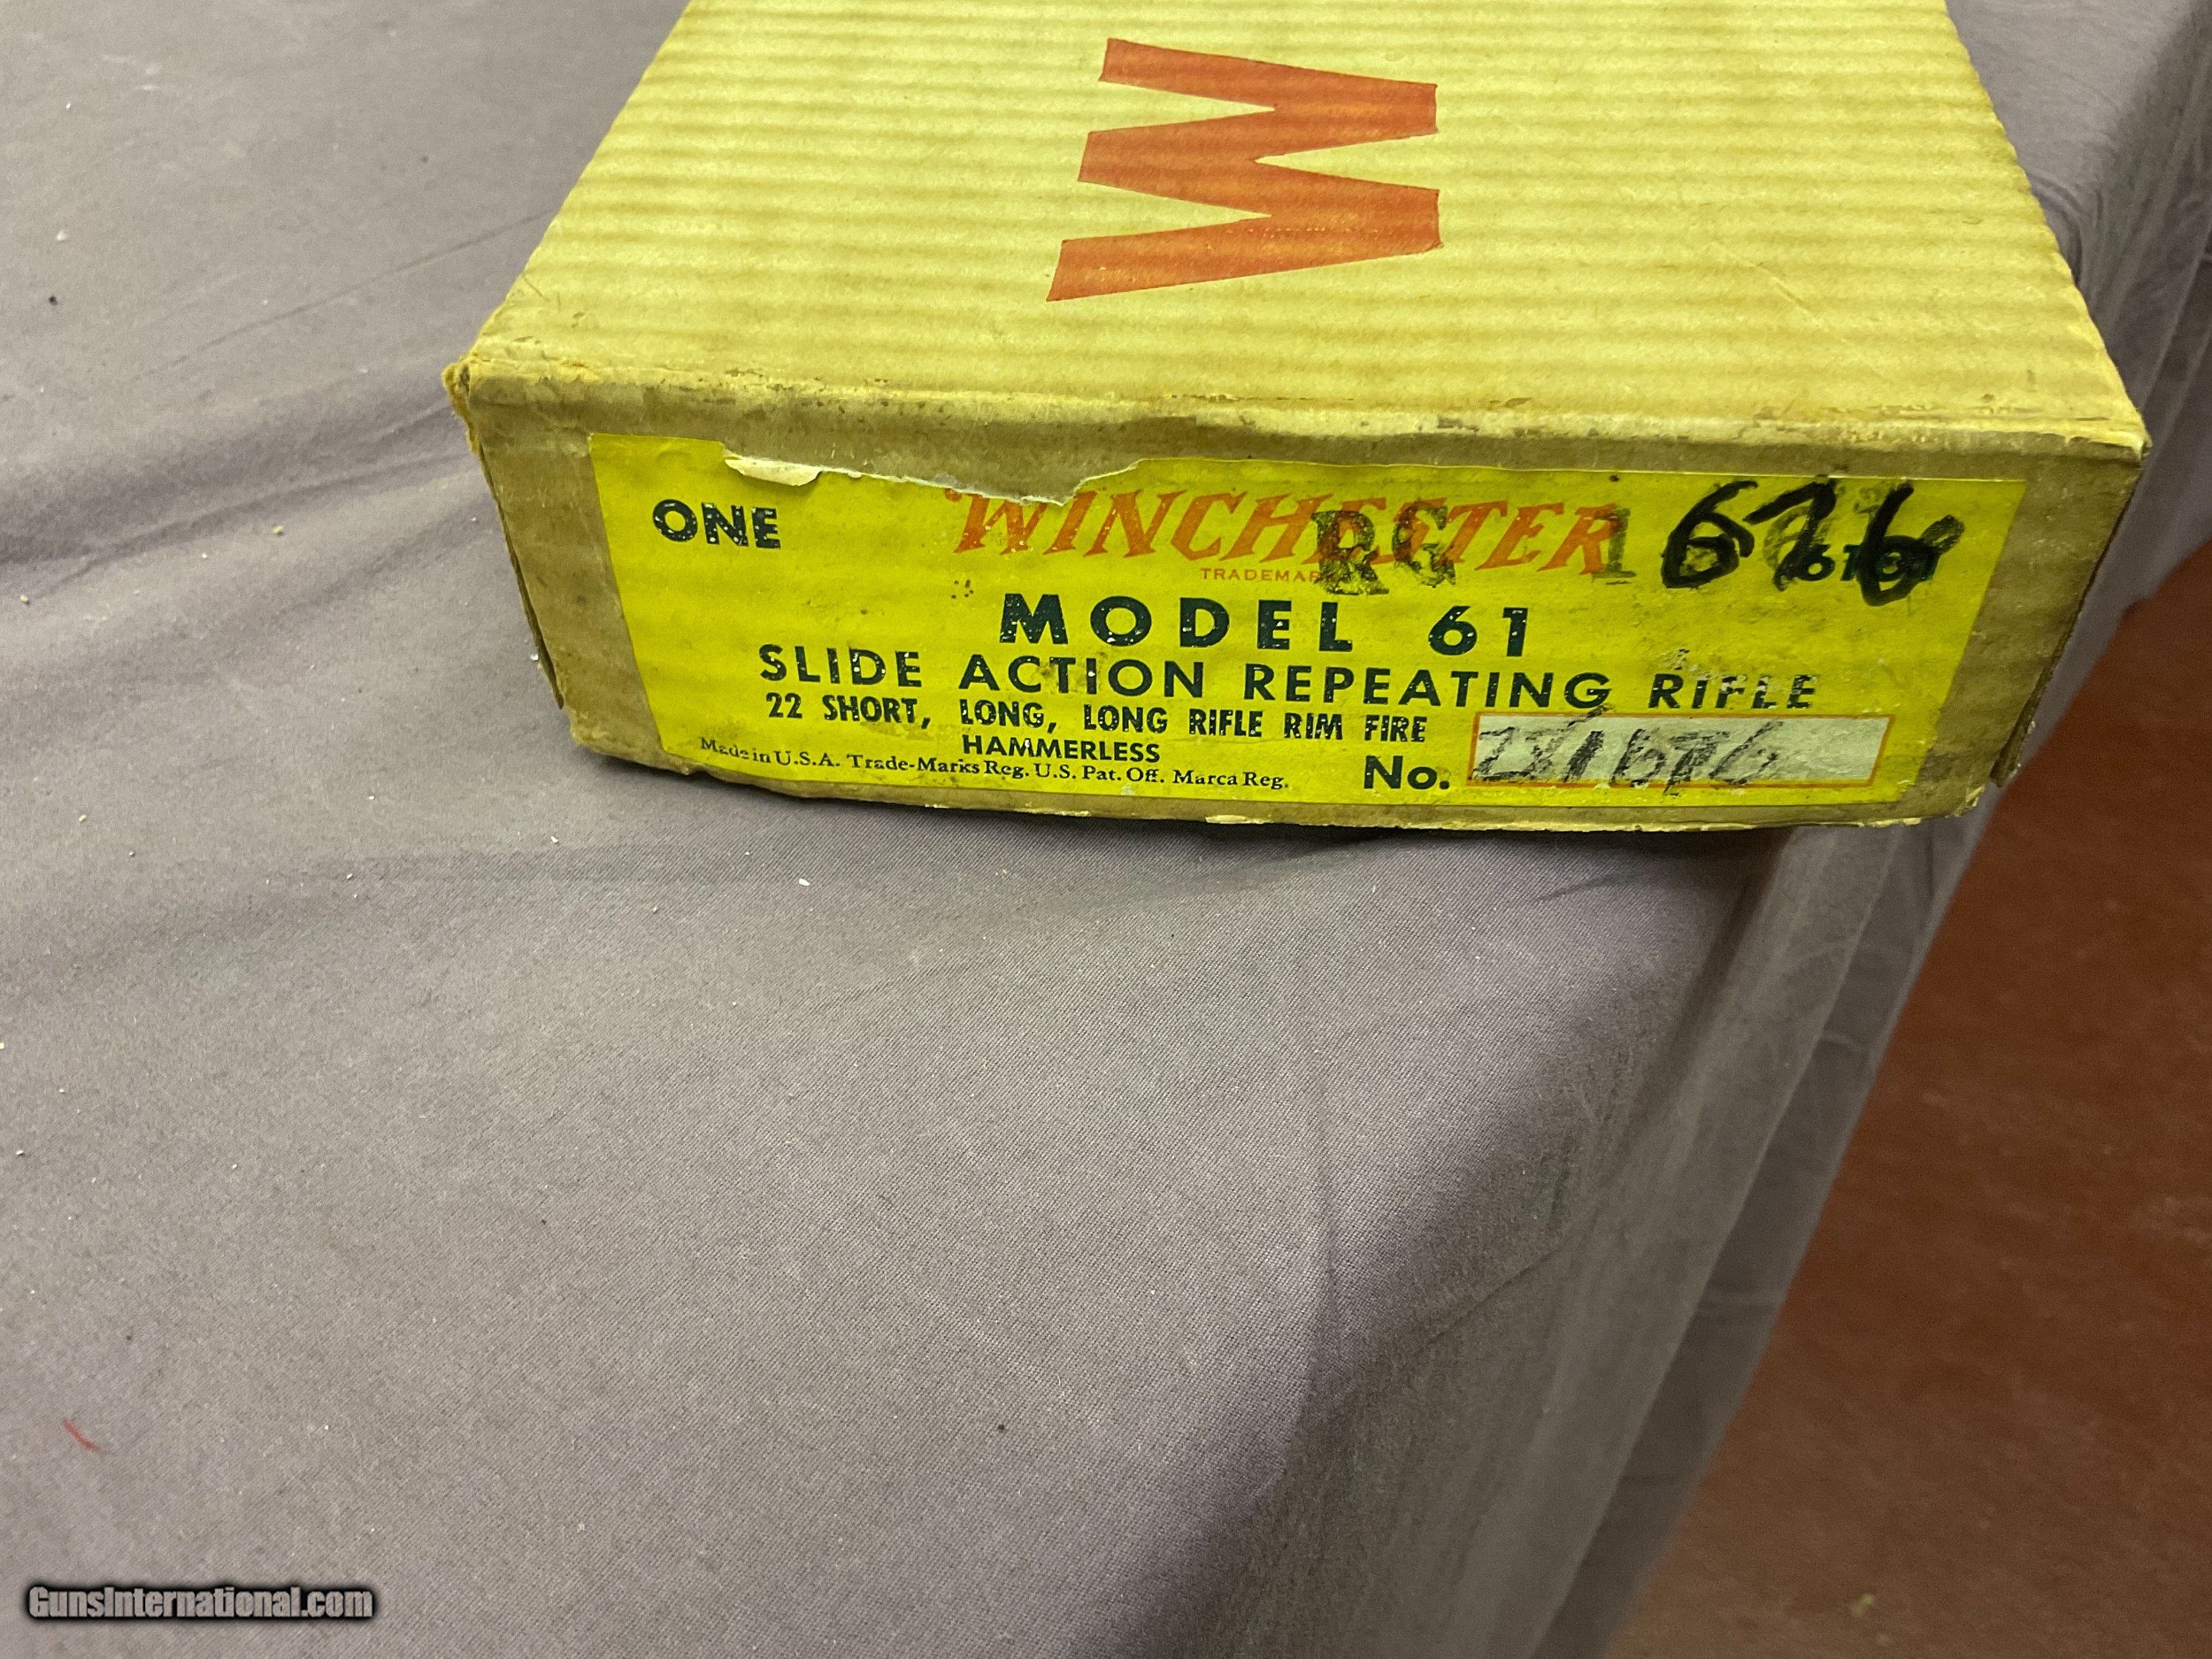 W
ONE WINCHESTER 676
TRADEMARK
RG
MODEL 61
SLIDE ACTION REPEATING RIFLE
22 SHORT, LONG, LONG RIFLE RIM FIRE
HAMMERLESS
Made in U.S.A. Trade-Marks Reg. U.S. Pat. Off. Marca Reg.
No.
GunsInternational.com